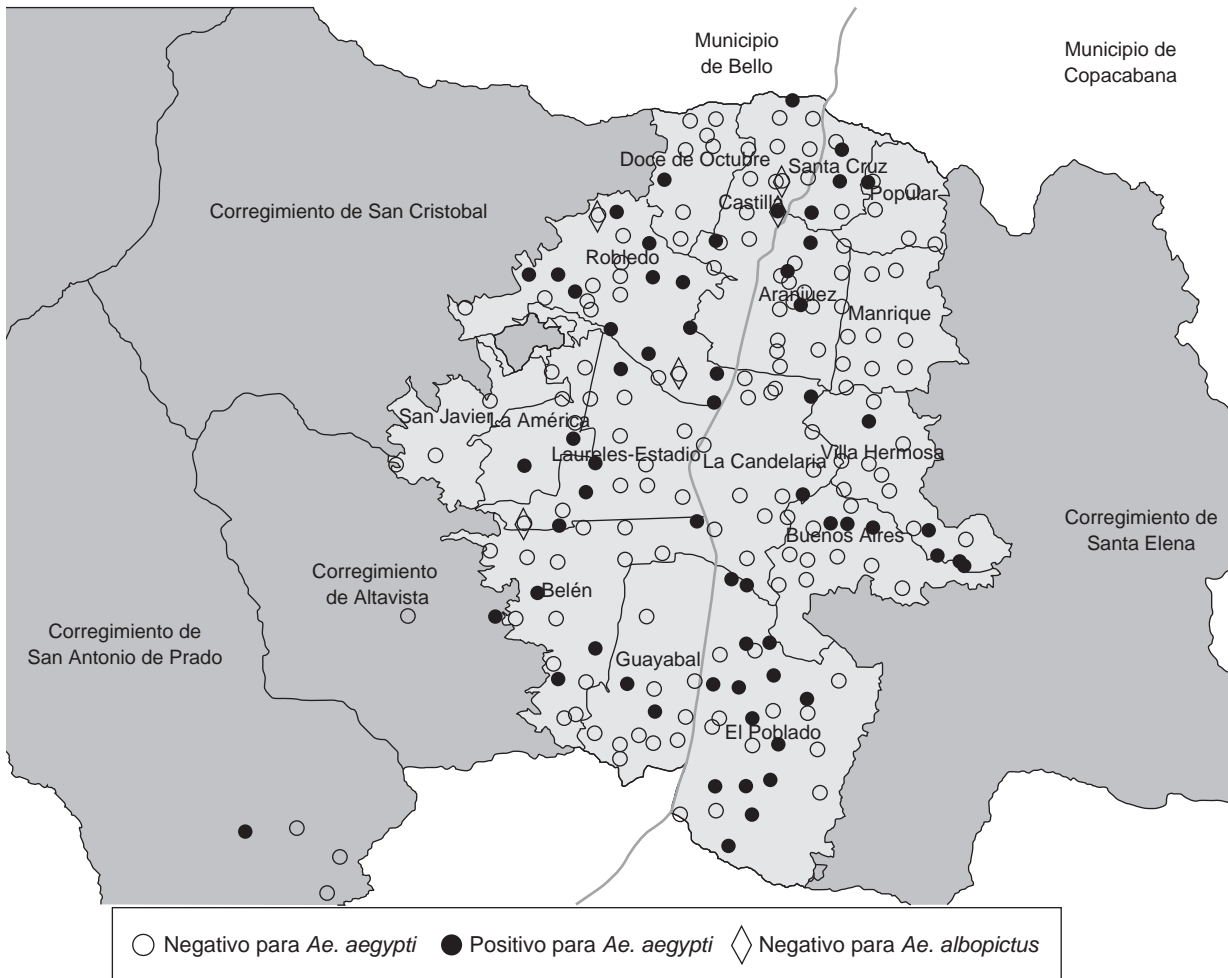 Municipio
de Bello
Municipio de
Copacabana
Doce de Octubre
Santa Cruz
Popular
Castilla
Corregimiento de San Cristobal
Robledo
Aranjuez
Manrique
San Javier
La América
Laureles-Estadio
La Candelaria
Villa Hermosa
Buenos Aires
Corregimiento de
Santa Elena
Corregimiento
de Altavista
Belén
Corregimiento de
San Antonio de Prado
Guayabal
El Poblado
Negativo para Ae. aegypti Positivo para Ae. aegypti Negativo para Ae. albopictus